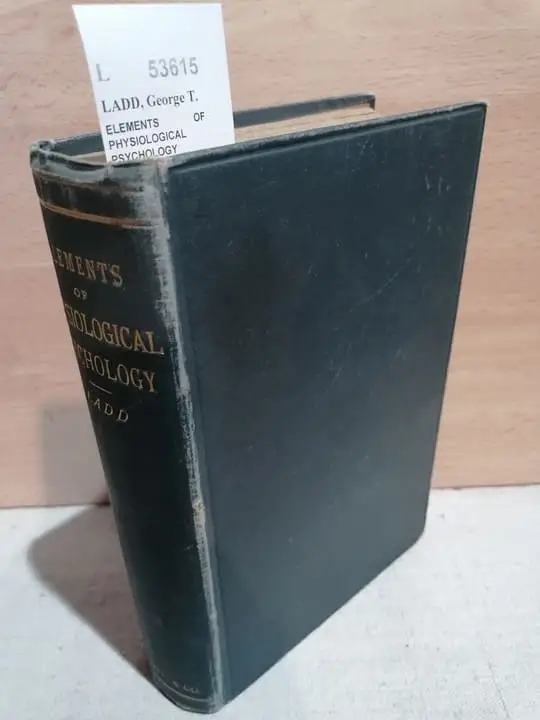 L 53615
LADD, George T.
ELEMENTS OF
PHYSIOLOGICAL
PSYCHOLOGY
LEMENTS
OF
SIOLOGICAL
CHOLOGY
LADD